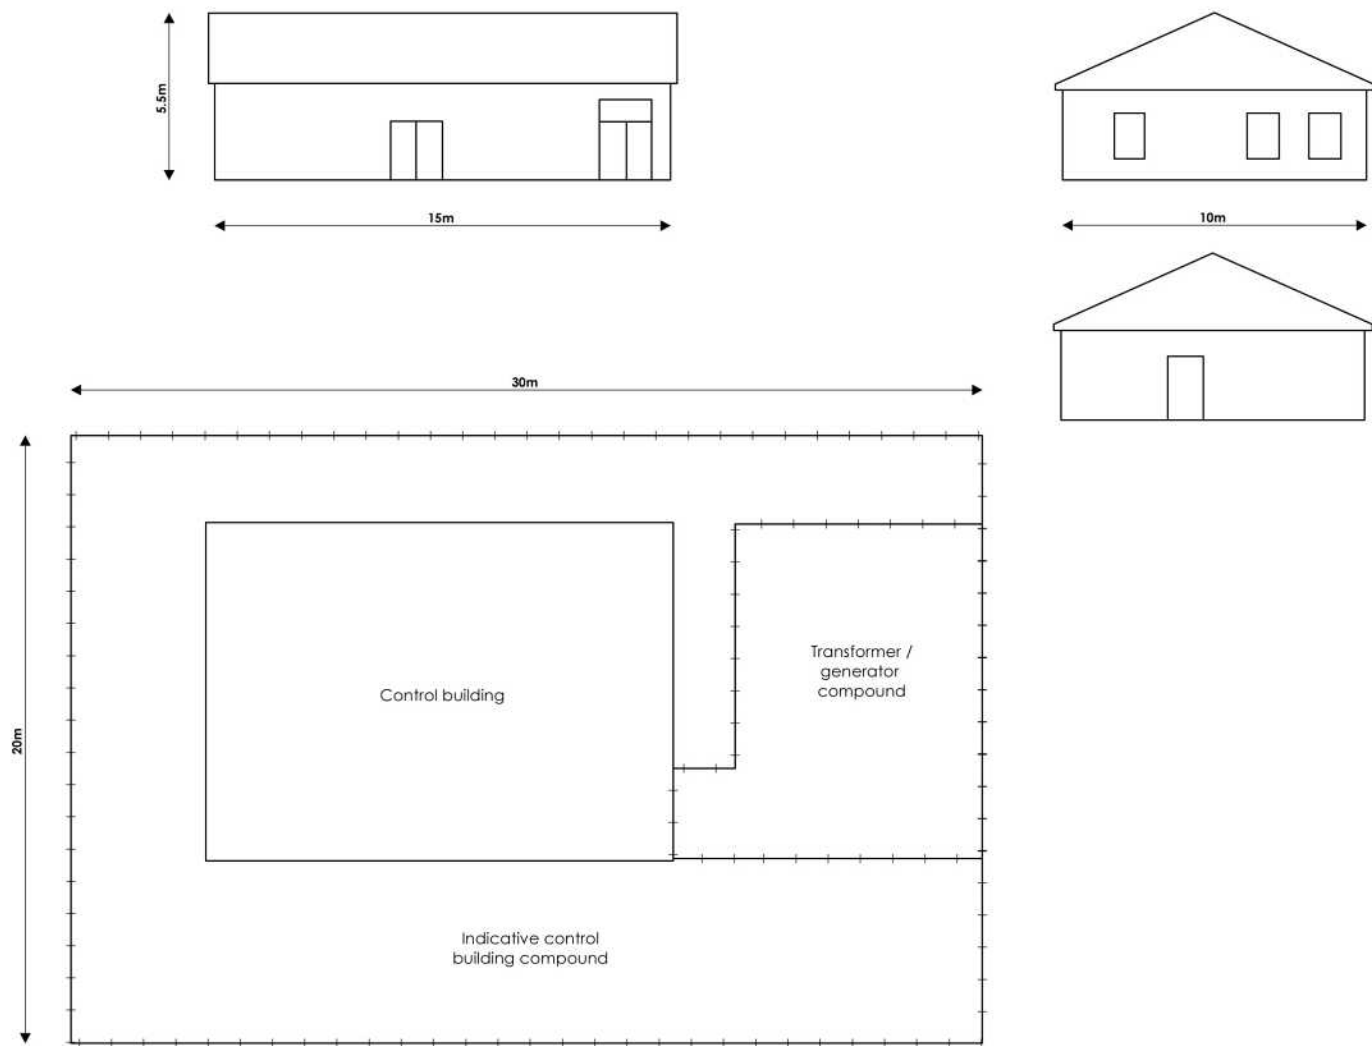 5.5m
15m
10m
30m
20m
Control building
Transformer /
generator
compound
Indicative control
building compound